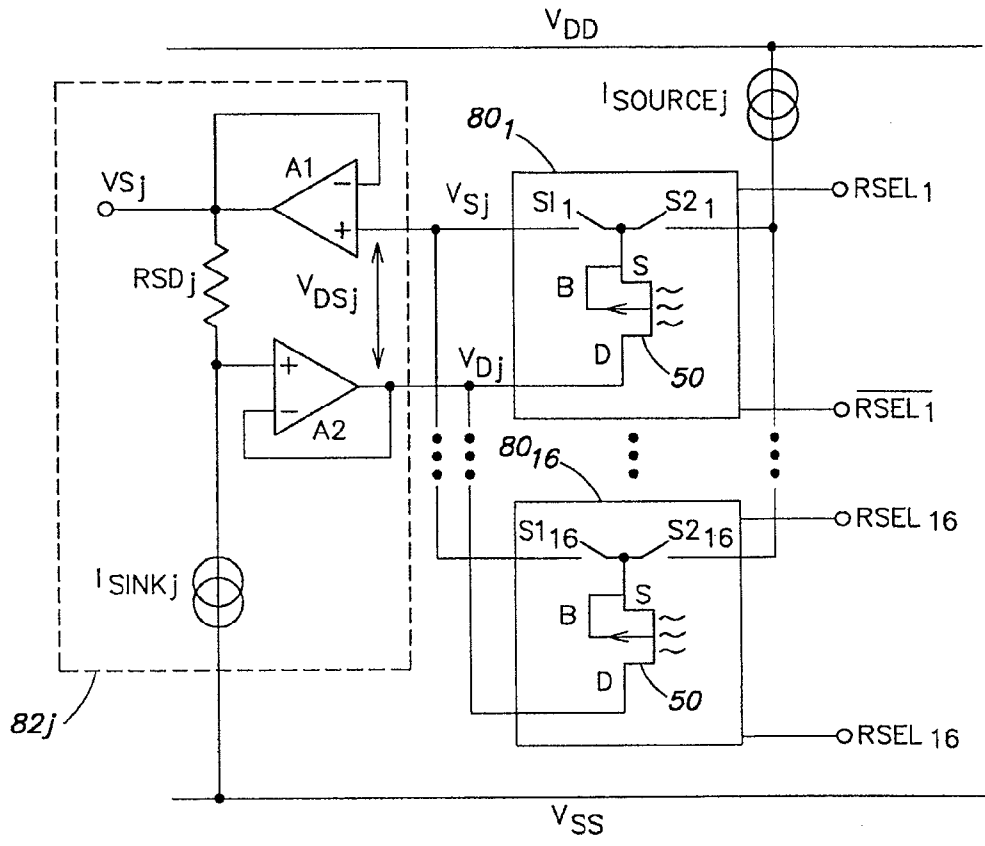 VDD
ISOURCEj
801
A1
VSj
VSj
S11
S21
RSEL1
-
+
RSDj
VDSj
S
B
VDj
D
50
+
-
A2
RSEL1
8016
S116
S216
RSEL 16
ISINKj
S
B
D
50
82j
RSEL 16
VSS